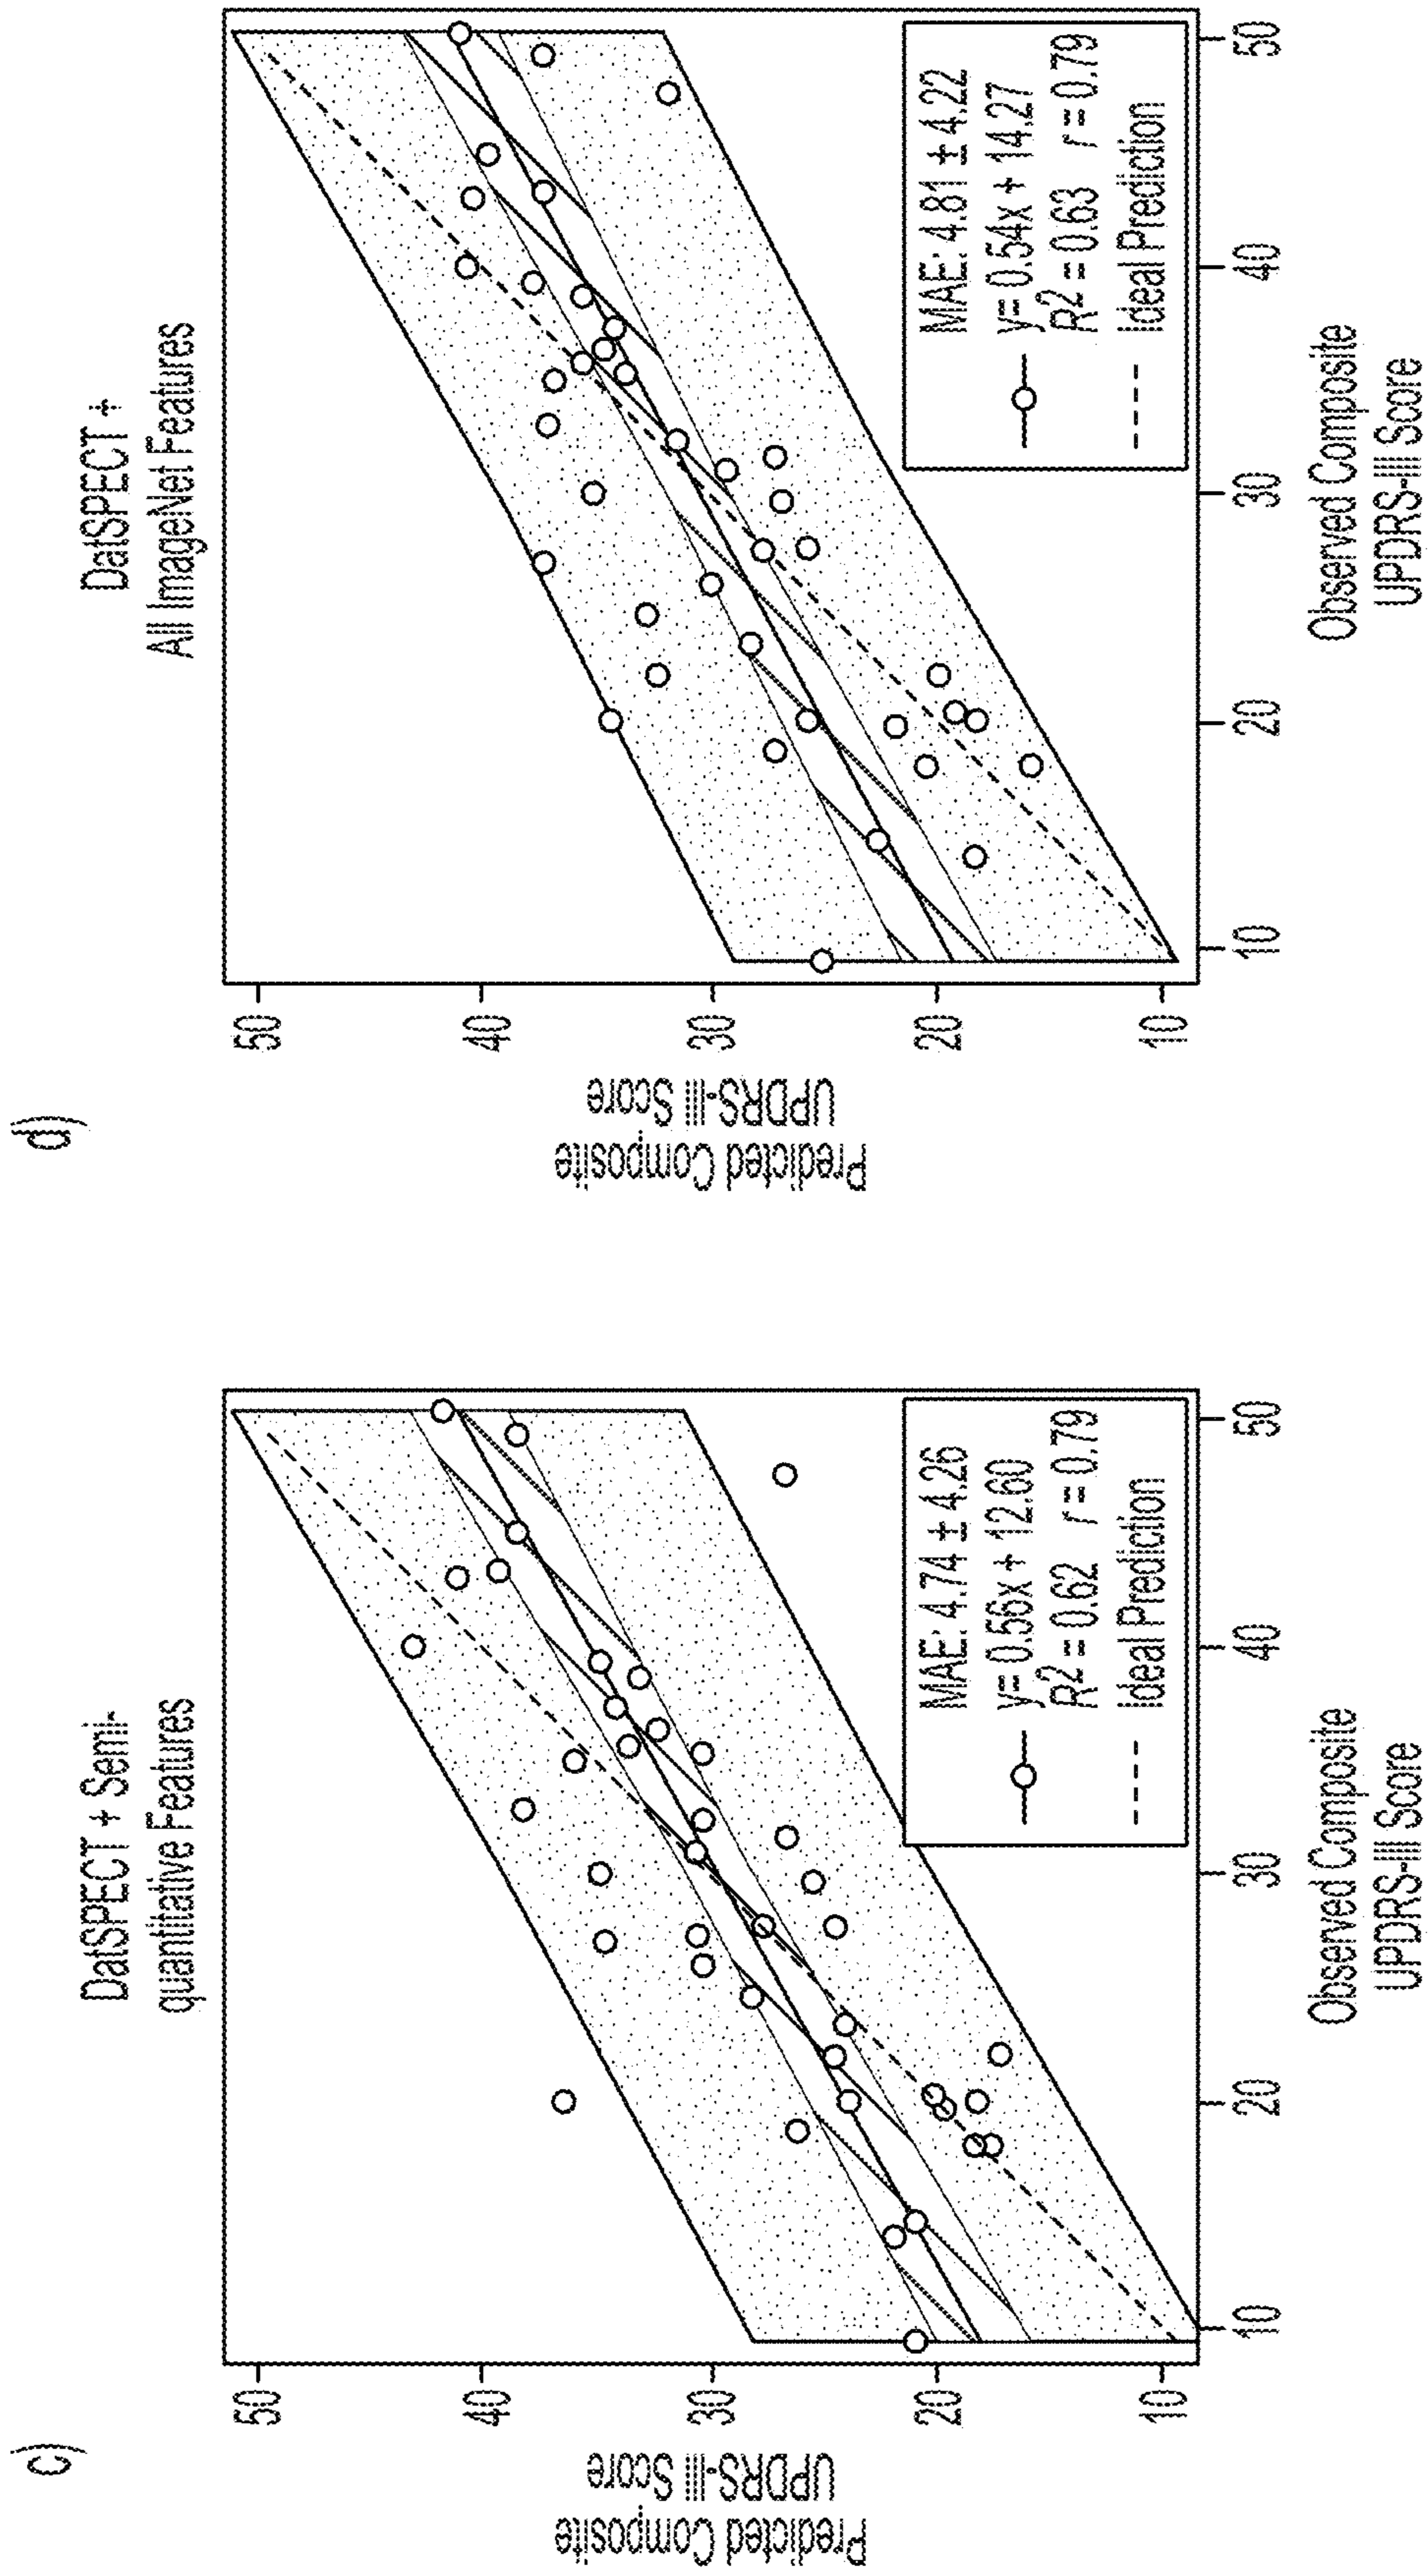 c)
DatSPECT + Semi-
quantitative Features
Predicted Composite
UPDRS-III Score
50
40
30
20
10
MAE: 4.74 ± 4.26
y= 0.56x + 12.60
R² = 0.62 r = 0.79
Ideal Prediction
10
20
30
40
50
Observed Composite
UPDRS-III Score
d)
DatSPECT +
All ImageNet Features
Predicted Composite
UPDRS-III Score
50
40
30
20
10
MAE: 4.81 ± 4.22
y= 0.54x + 14.27
R² = 0.63 r = 0.79
Ideal Prediction
10
20
30
40
50
Observed Composite
UPDRS-III Score